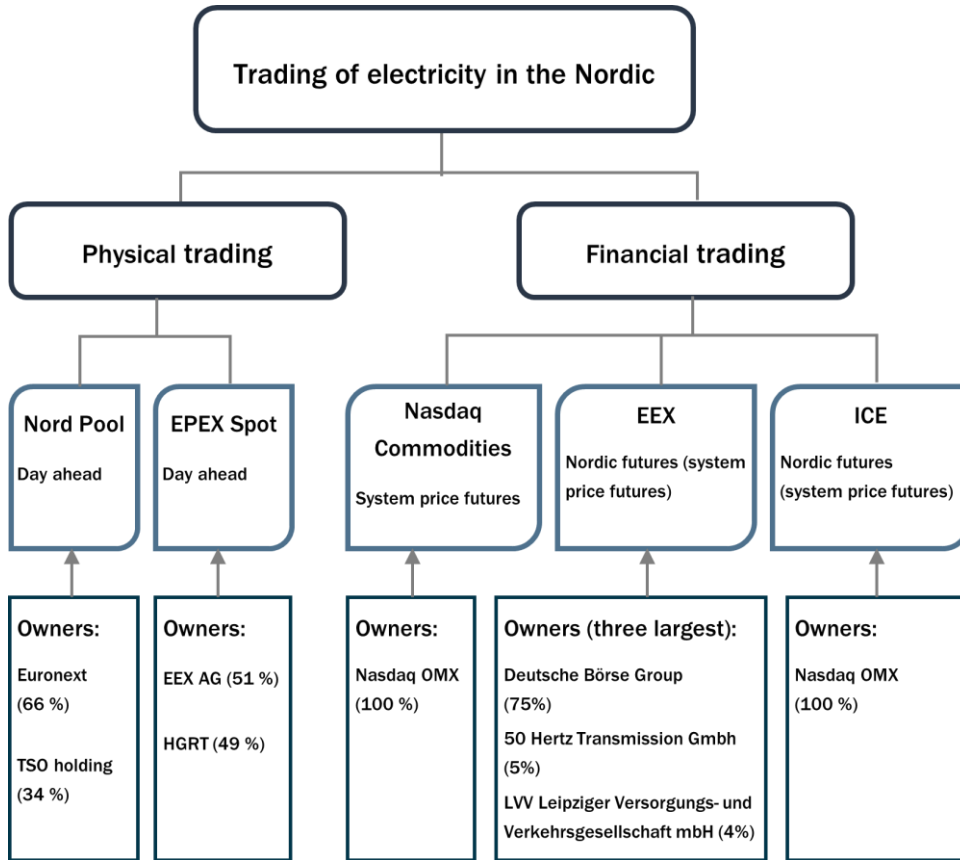 Trading of electricity in the Nordic
Physical trading
Financial trading
Nord Pool
Day ahead
EPEX Spot
Day ahead
Nasdaq
Commodities
System price futures
EEX
Nordic futures (system
price futures)
ICE
Nordic futures
(system price futures)
Owners:
Euronext
(66 %)
TSO holding
(34 %)
Owners:
EEX AG (51 %)
HGRT (49 %)
Owners:
Nasdaq OMX
(100 %)
Owners (three largest):
Deutsche Börse Group
(75%)
50 Hertz Transmission Gmbh
(5%)
LVV Leipziger Versorgungs- und
Verkehrsgesellschaft mbH (4%)
Owners:
Nasdaq OMX
(100 %)